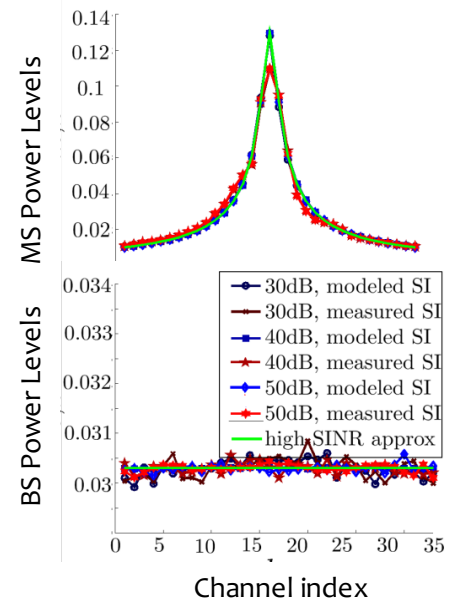 MS Power Levels
0.14
0.12
0.1
0.08
0.06
0.04
0.02
BS Power Levels
0.034
0.033
0.032
0.031
0.03
30dB, modeled SI
30dB, measured SI
40dB, modeled SI
40dB, measured SI
50dB, modeled SI
50dB, measured SI
high SINR approx
0 5 10 15 20 25 30 35
Channel index